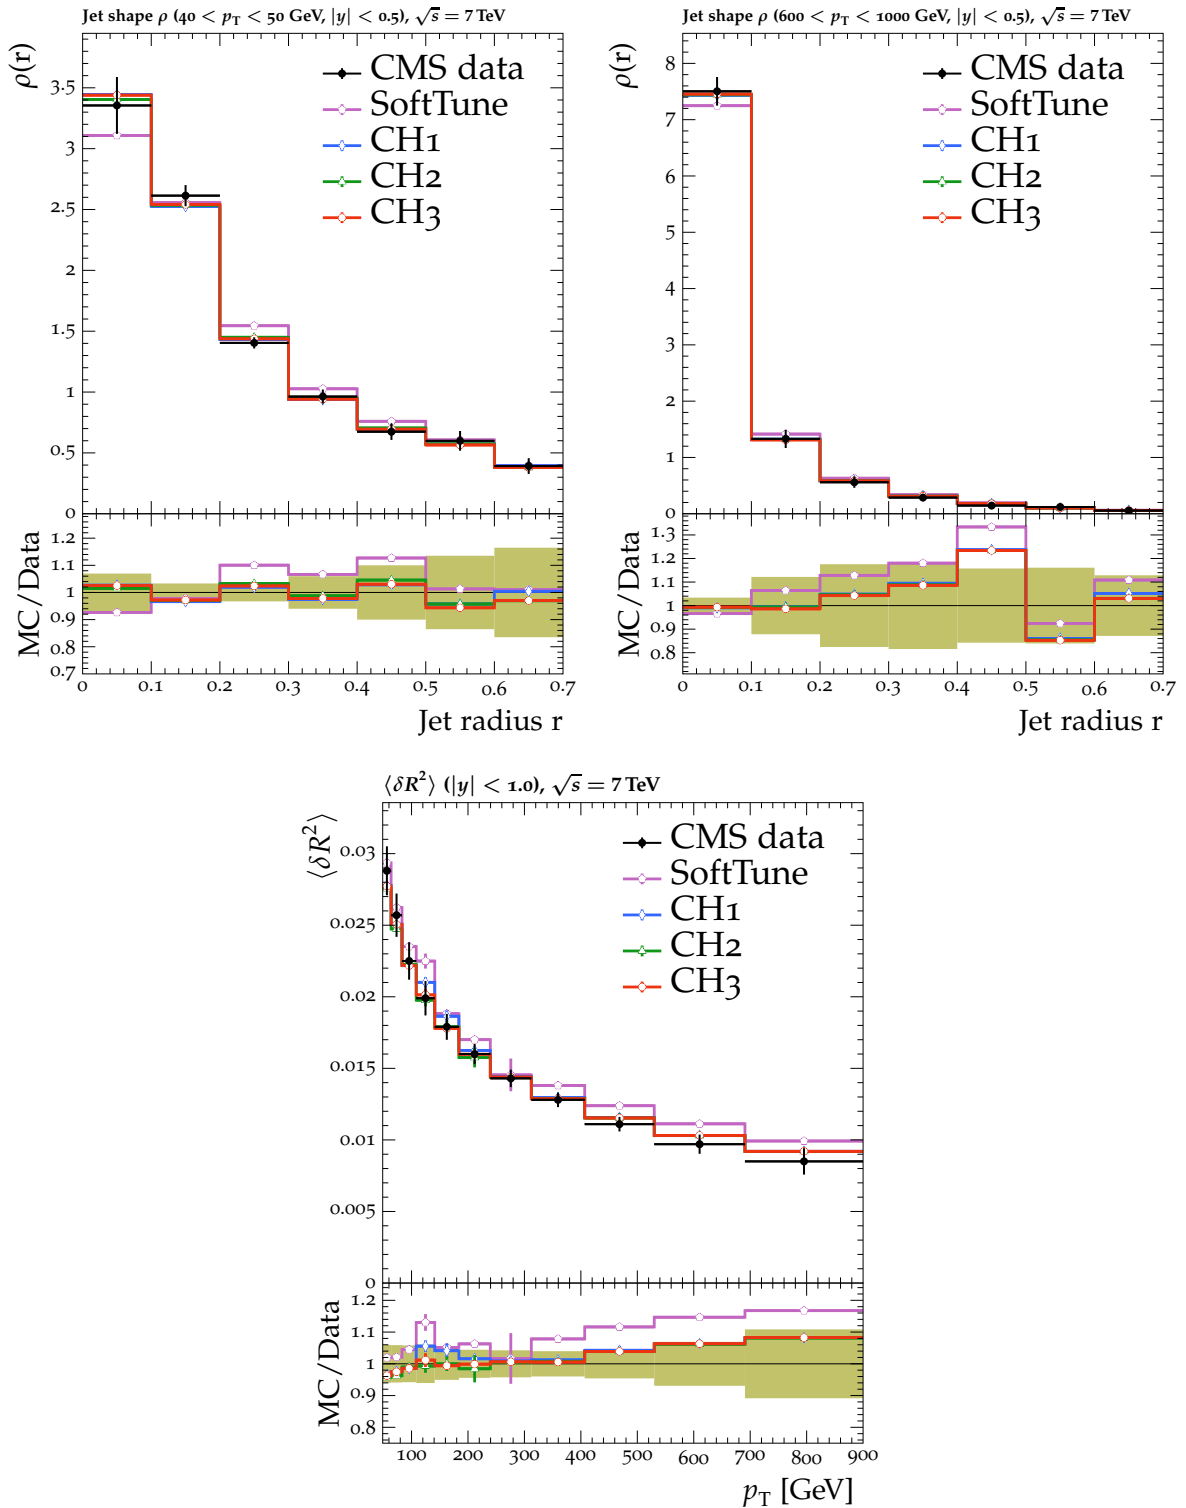 Jet shape ρ (40 < p_T < 50 GeV, |y| < 0.5), √s = 7 TeV
ρ(r)
CMS data
SoftTune
CH1
CH2
CH3
3.5
3
2.5
2
1.5
1
0.5
0
MC/Data
1.2
1.1
1
0.9
0.8
0.7
0 0.1 0.2 0.3 0.4 0.5 0.6 0.7
Jet radius r
Jet shape ρ (600 < p_T < 1000 GeV, |y| < 0.5), √s = 7 TeV
ρ(r)
CMS data
SoftTune
CH1
CH2
CH3
8
7
6
5
4
3
2
1
0
MC/Data
1.3
1.2
1.1
1.0
0.9
0.8
0 0.1 0.2 0.3 0.4 0.5 0.6 0.7
Jet radius r
⟨δR²⟩ (|y| < 1.0), √s = 7 TeV
⟨δR²⟩
CMS data
SoftTune
CH1
CH2
CH3
0.03
0.025
0.02
0.015
0.01
0.005
0
MC/Data
1.2
1.1
1
0.9
0.8
100 200 300 400 500 600 700 800 900
p_T [GeV]